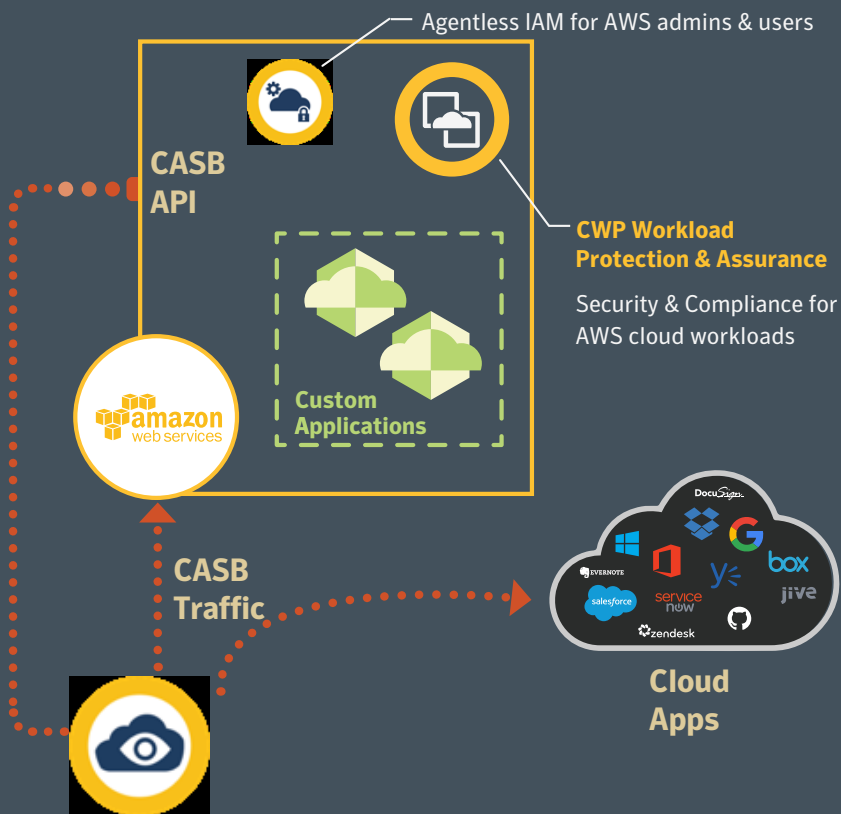 Agentless IAM for AWS admins & users
CASB
API
CWP Workload
Protection & Assurance
Security & Compliance for
AWS cloud workloads
Custom
Applications
amazon
web services
CASB
Traffic
DocuSign
EVERNOTE
box
jive
salesforce
service
now
zendesk
Cloud
Apps